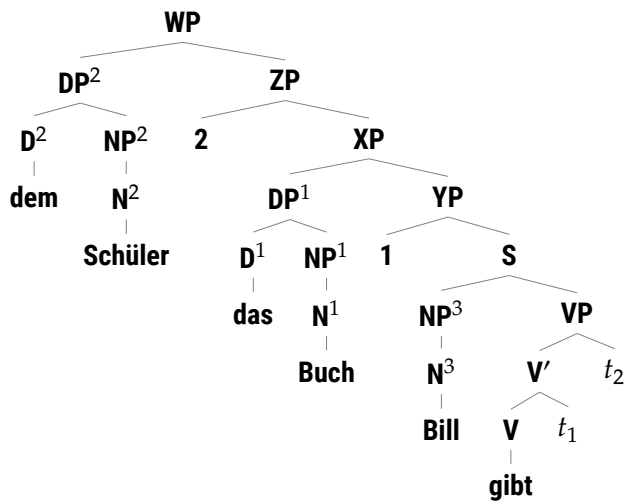 WP
DP² ZP
D² NP² 2 XP
dem N² DP¹ YP
Schüler D¹ NP¹ 1 S
das N¹ NP³ VP
Buch N³ V′ t₂
Bill V t₁
gibt